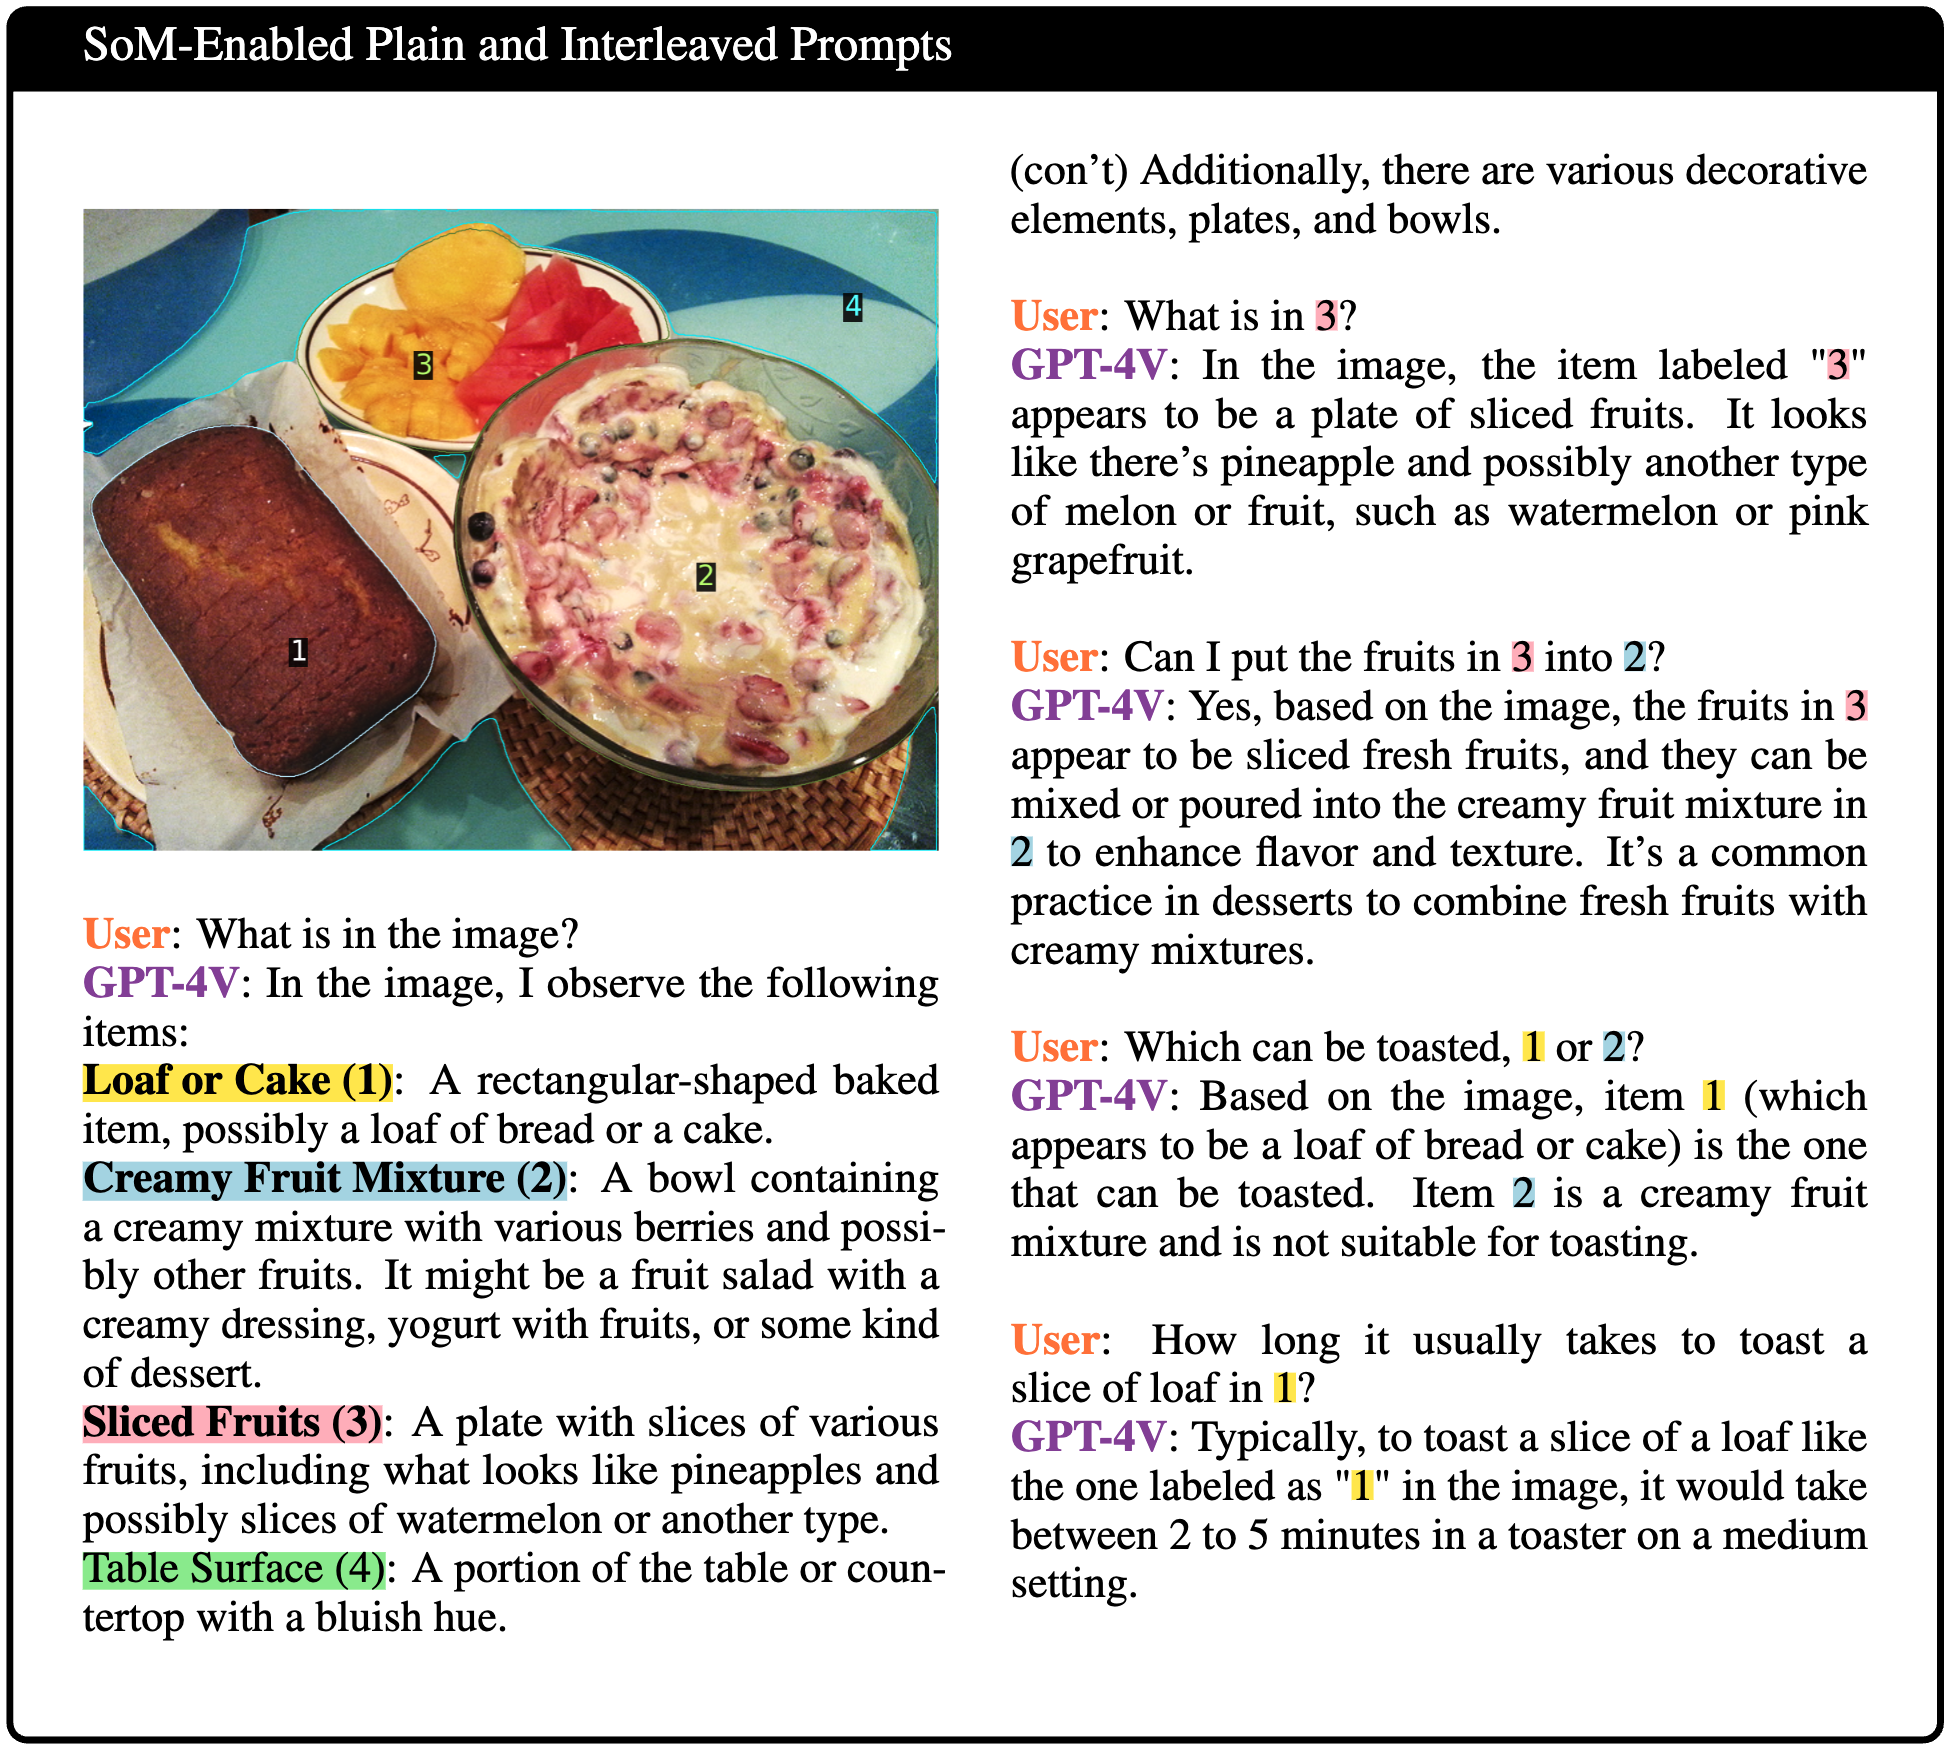 SoM-Enabled Plain and Interleaved Prompts
3
4
1
2
User: What is in the image?
GPT-4V: In the image, I observe the following
items:
Loaf or Cake (1): A rectangular-shaped baked
item, possibly a loaf of bread or a cake.
Creamy Fruit Mixture (2): A bowl containing
a creamy mixture with various berries and possi-
bly other fruits. It might be a fruit salad with a
creamy dressing, yogurt with fruits, or some kind
of dessert.
Sliced Fruits (3): A plate with slices of various
fruits, including what looks like pineapples and
possibly slices of watermelon or another type.
Table Surface (4): A portion of the table or coun-
tertop with a bluish hue.
(con’t) Additionally, there are various decorative
elements, plates, and bowls.
User: What is in 3?
GPT-4V: In the image, the item labeled "3"
appears to be a plate of sliced fruits. It looks
like there’s pineapple and possibly another type
of melon or fruit, such as watermelon or pink
grapefruit.
User: Can I put the fruits in 3 into 2?
GPT-4V: Yes, based on the image, the fruits in 3
appear to be sliced fresh fruits, and they can be
mixed or poured into the creamy fruit mixture in
2 to enhance flavor and texture. It’s a common
practice in desserts to combine fresh fruits with
creamy mixtures.
User: Which can be toasted, 1 or 2?
GPT-4V: Based on the image, item 1 (which
appears to be a loaf of bread or cake) is the one
that can be toasted. Item 2 is a creamy fruit
mixture and is not suitable for toasting.
User: How long it usually takes to toast a
slice of loaf in 1?
GPT-4V: Typically, to toast a slice of a loaf like
the one labeled as "1" in the image, it would take
between 2 to 5 minutes in a toaster on a medium
setting.